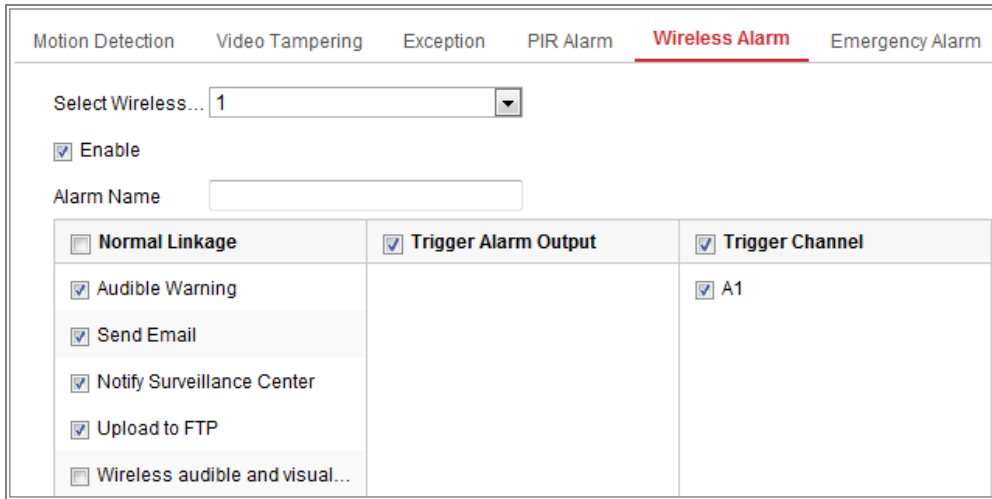 Motion Detection Video Tampering Exception PIR Alarm Wireless Alarm Emergency Alarm
Select Wireless... 1
Enable
Alarm Name
Normal Linkage Trigger Alarm Output Trigger Channel
Audible Warning A1
Send Email
Notify Surveillance Center
Upload to FTP
Wireless audible and visual...